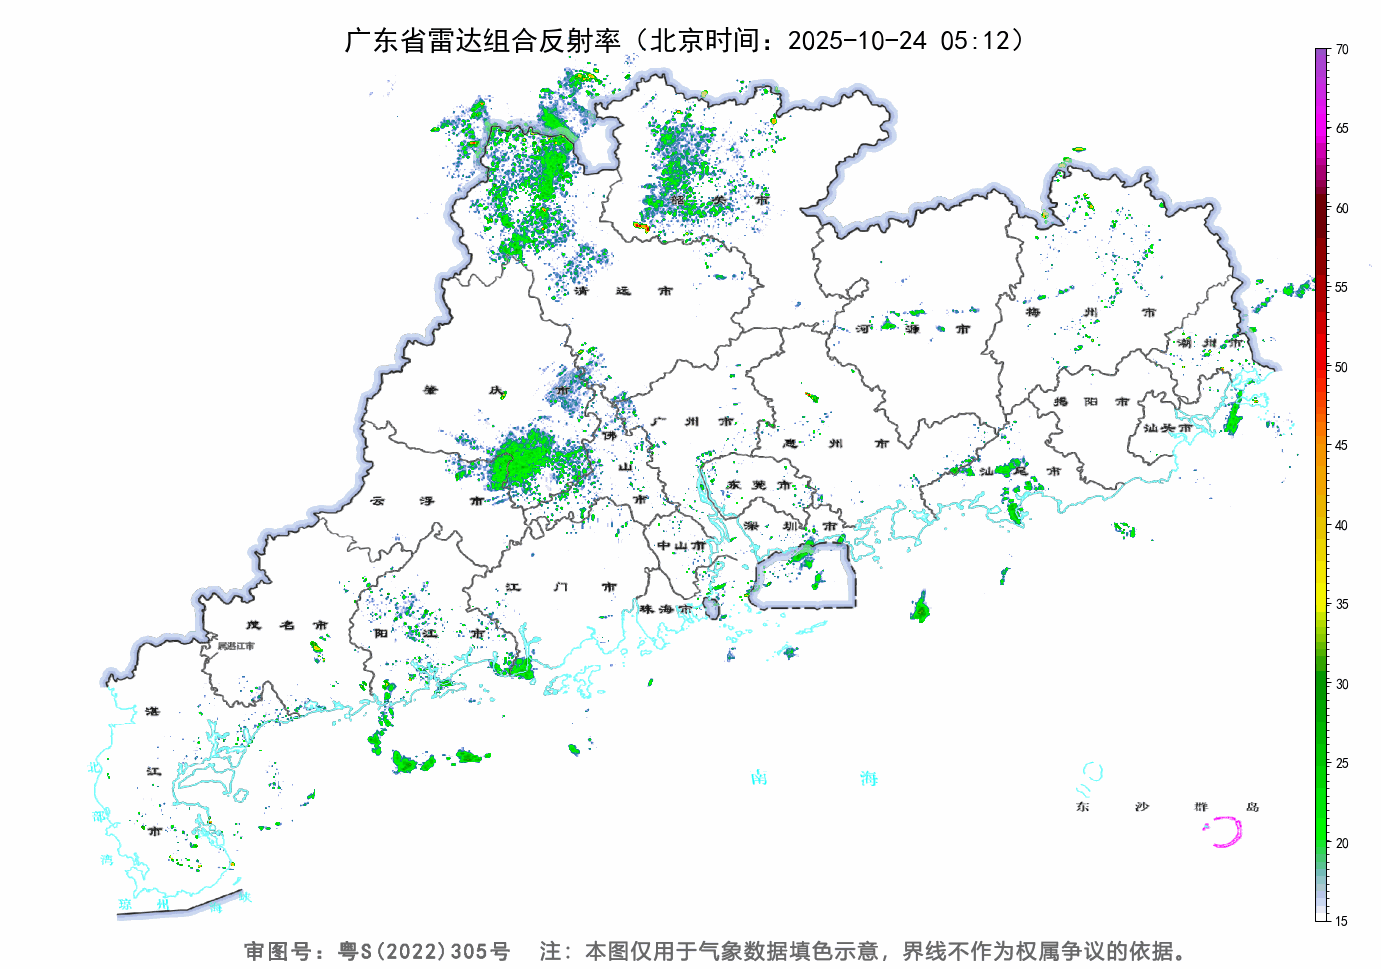 广东省雷达组合反射率（北京时间：2025-10-24 05:12）
70
65
60
55
50
45
40
35
30
25
20
15
韶关市
清远市
河源市
梅州市
潮州市
肇庆市
广州市
惠州市
揭阳市
汕头市
佛山市
云浮市
东莞市
汕尾市
深圳市
中山市
江门市
珠海市
茂名市
阳江市
属湛江市
湛江市
北部湾
琼州海峡
南海
东沙群岛
审图号：粤S(2022)305号 注：本图仅用于气象数据填色示意，界线不作为权属争议的依据。